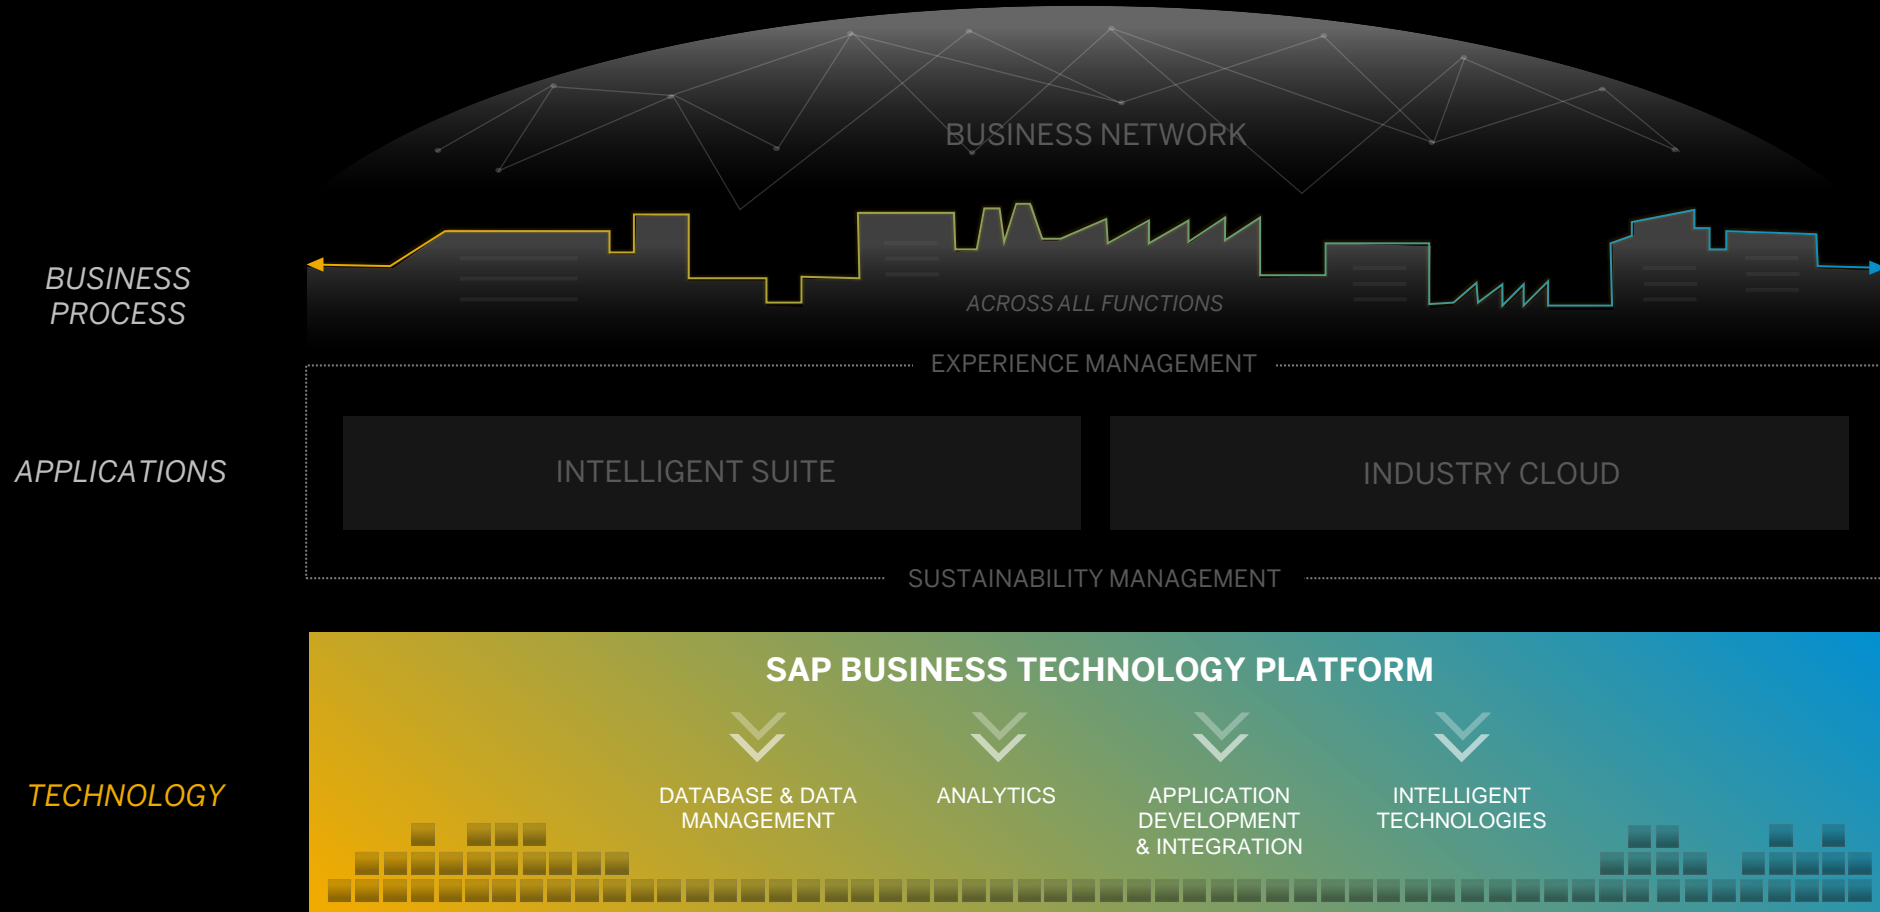 BUSINESS NETWORK
BUSINESS
PROCESS
ACROSS ALL FUNCTIONS
EXPERIENCE MANAGEMENT
APPLICATIONS
INTELLIGENT SUITE
INDUSTRY CLOUD
SUSTAINABILITY MANAGEMENT
SAP BUSINESS TECHNOLOGY PLATFORM
TECHNOLOGY
DATABASE & DATA
MANAGEMENT
ANALYTICS
APPLICATION
DEVELOPMENT
& INTEGRATION
INTELLIGENT
TECHNOLOGIES